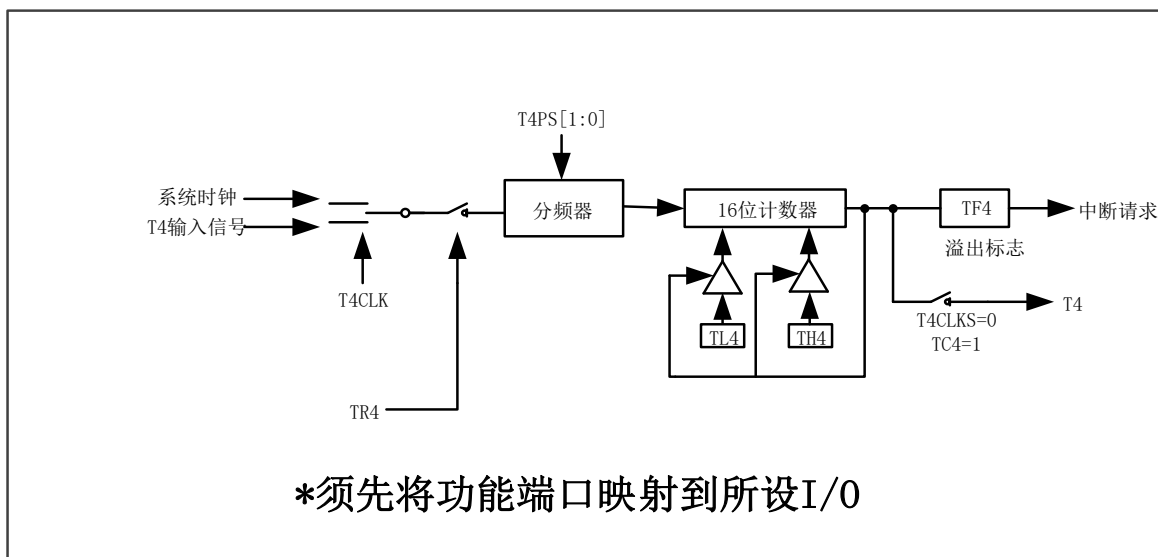 T4PS[1:0]
系统时钟
T4输入信号
分频器
16位计数器
TF4
中断请求
溢出标志
T4CLK
T4
T4CLKS=0
TC4=1
TL4
TH4
TR4
*须先将功能端口映射到所设I/O